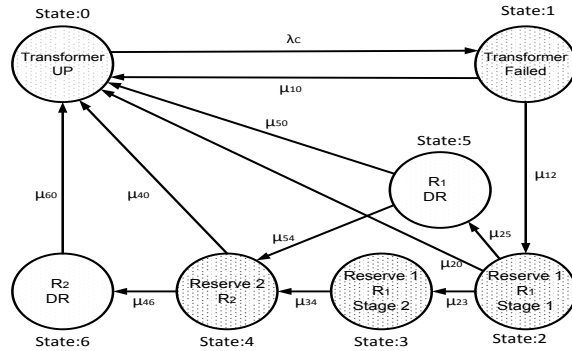 State:0
State:1
Transformer
UP
λc
Transformer
Failed
μ10
μ50
State:5
R1
DR
μ60
μ40
μ12
μ25
μ54
μ20
R2
DR
μ46
Reserve 2
R2
μ34
Reserve 1
R1
Stage 2
μ23
Reserve 1
R1
Stage 1
State:6
State:4
State:3
State:2